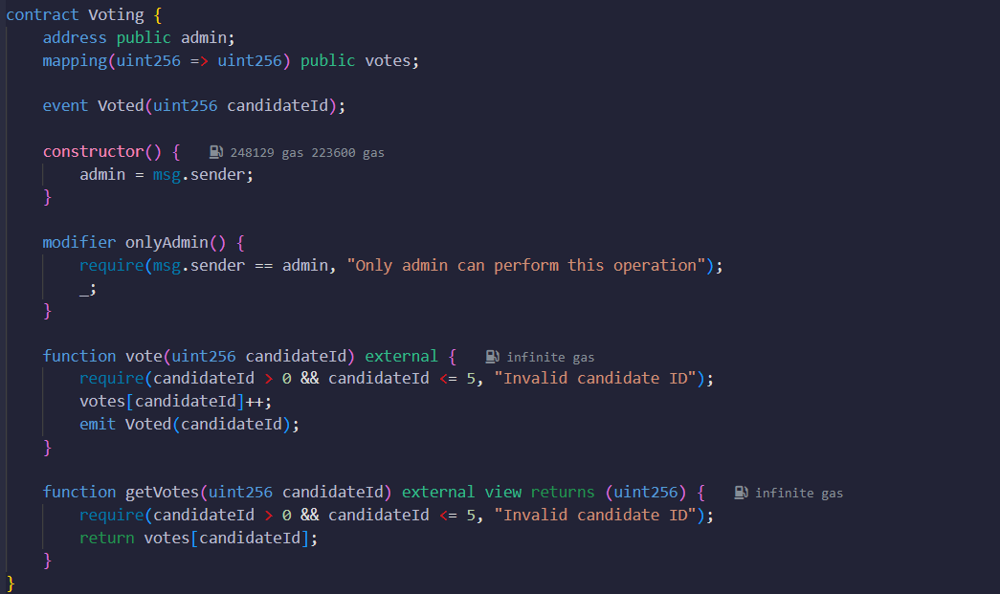 contract Voting {
    address public admin;
    mapping(uint256 => uint256) public votes;

    event Voted(uint256 candidateId);

    constructor() {   248129 gas 223600 gas
        admin = msg.sender;
    }

    modifier onlyAdmin() {
        require(msg.sender == admin, "Only admin can perform this operation");
        _;
    }

    function vote(uint256 candidateId) external {   infinite gas
        require(candidateId > 0 && candidateId <= 5, "Invalid candidate ID");
        votes[candidateId]++;
        emit Voted(candidateId);
    }

    function getVotes(uint256 candidateId) external view returns (uint256) {   infinite gas
        require(candidateId > 0 && candidateId <= 5, "Invalid candidate ID");
        return votes[candidateId];
    }
}